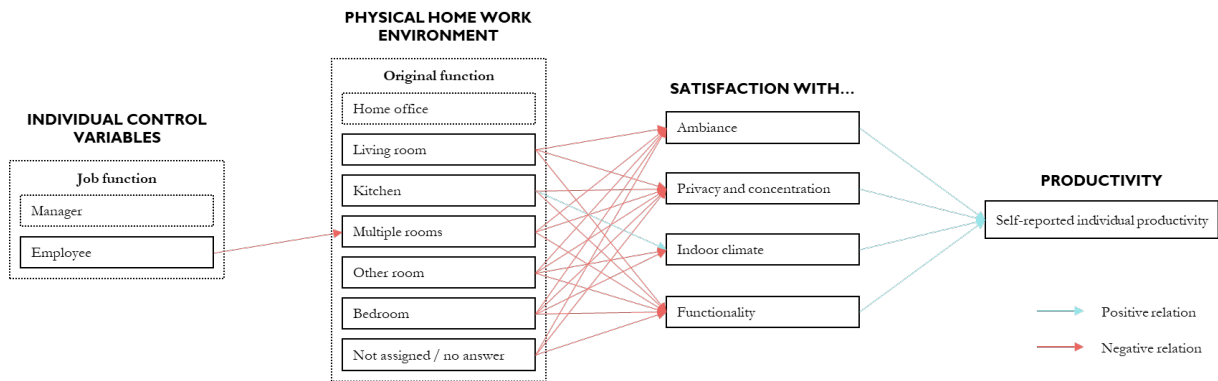 INDIVIDUAL CONTROL
VARIABLES
Job function
Manager
Employee
PHYSICAL HOME WORK
ENVIRONMENT
Original function
Home office
Living room
Kitchen
Multiple rooms
Other room
Bedroom
Not assigned / no answer
SATISFACTION WITH...
Ambiance
Privacy and concentration
Indoor climate
Functionality
PRODUCTIVITY
Self-reported individual productivity
Positive relation
Negative relation